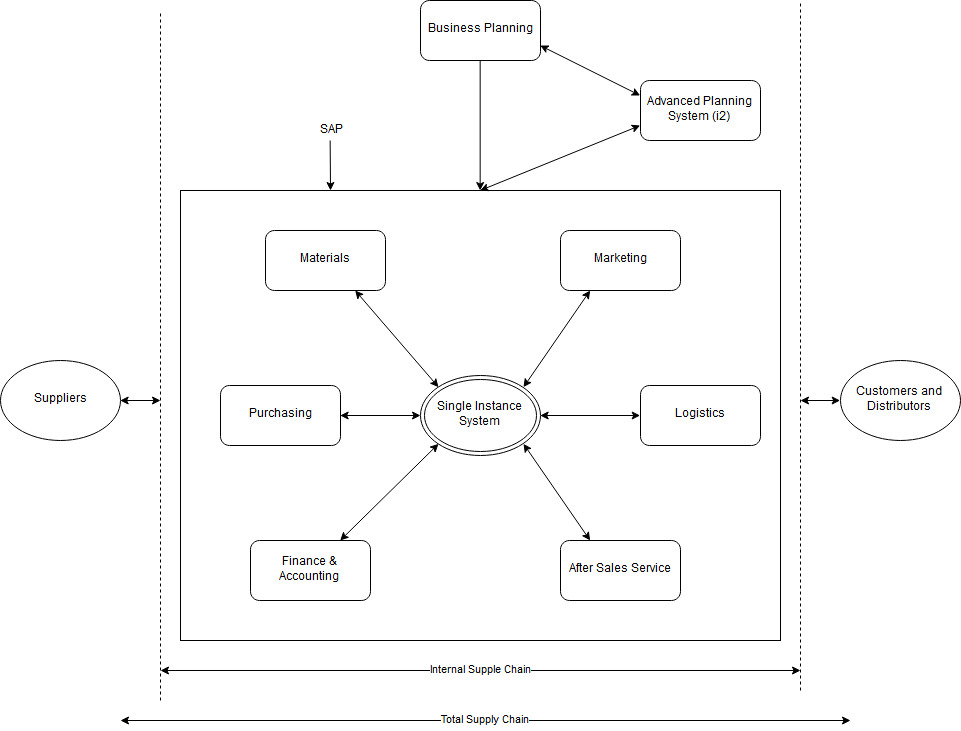 Business Planning
Advanced Planning
System (i2)
SAP
Materials
Marketing
Suppliers
Customers and
Distributors
Purchasing
Single Instance
System
Logistics
Finance &
Accounting
After Sales Service
Internal Supple Chain
Total Supply Chain